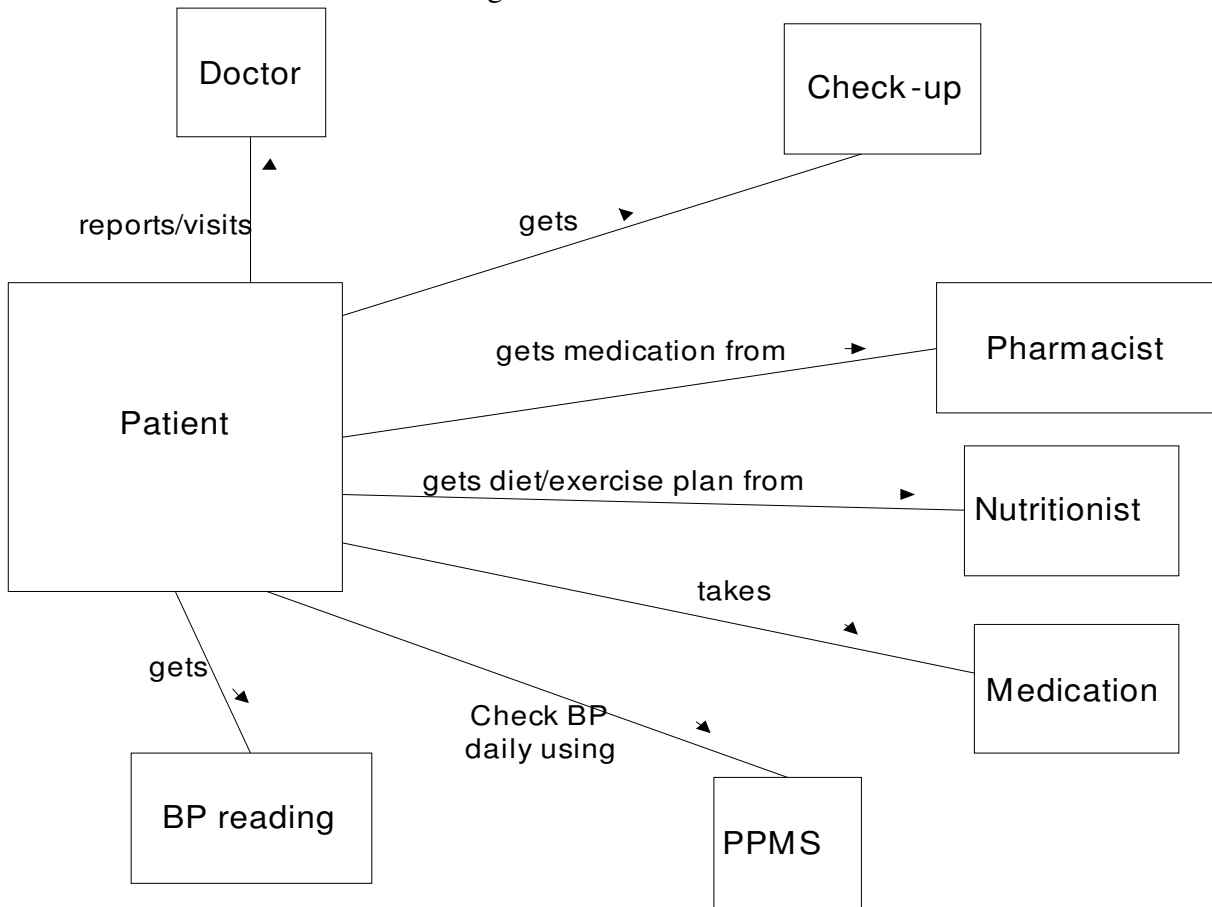 Doctor
Check-up
reports/visits
gets
gets medication from
Pharmacist
Patient
gets diet/exercise plan from
Nutritionist
takes
Medication
gets
Check BP
daily using
BP reading
PPMS